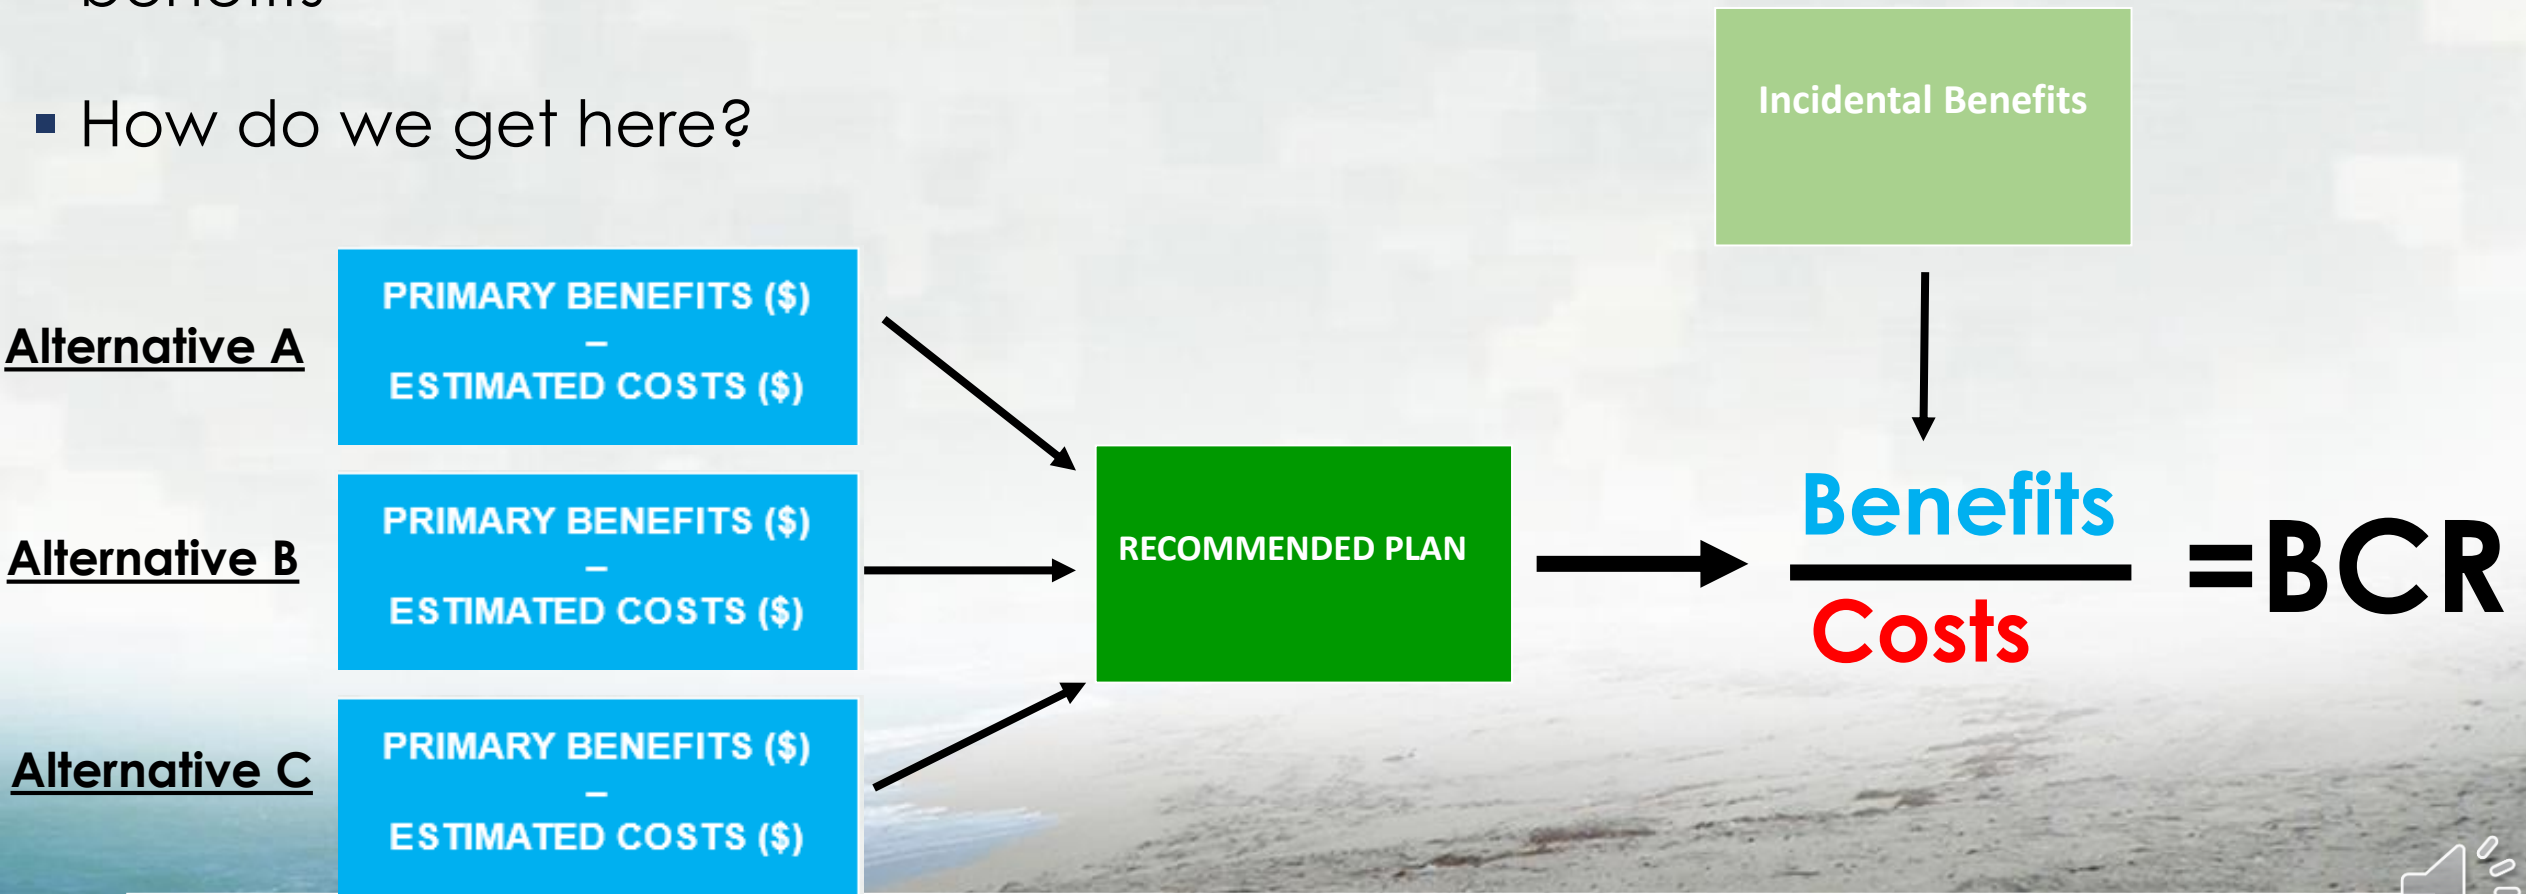 How do we get here?
Incidental Benefits
Alternative A
PRIMARY BENEFITS ($)
–
ESTIMATED COSTS ($)
Alternative B
PRIMARY BENEFITS ($)
–
ESTIMATED COSTS ($)
Alternative C
PRIMARY BENEFITS ($)
–
ESTIMATED COSTS ($)
RECOMMENDED PLAN
Benefits
Costs
=BCR